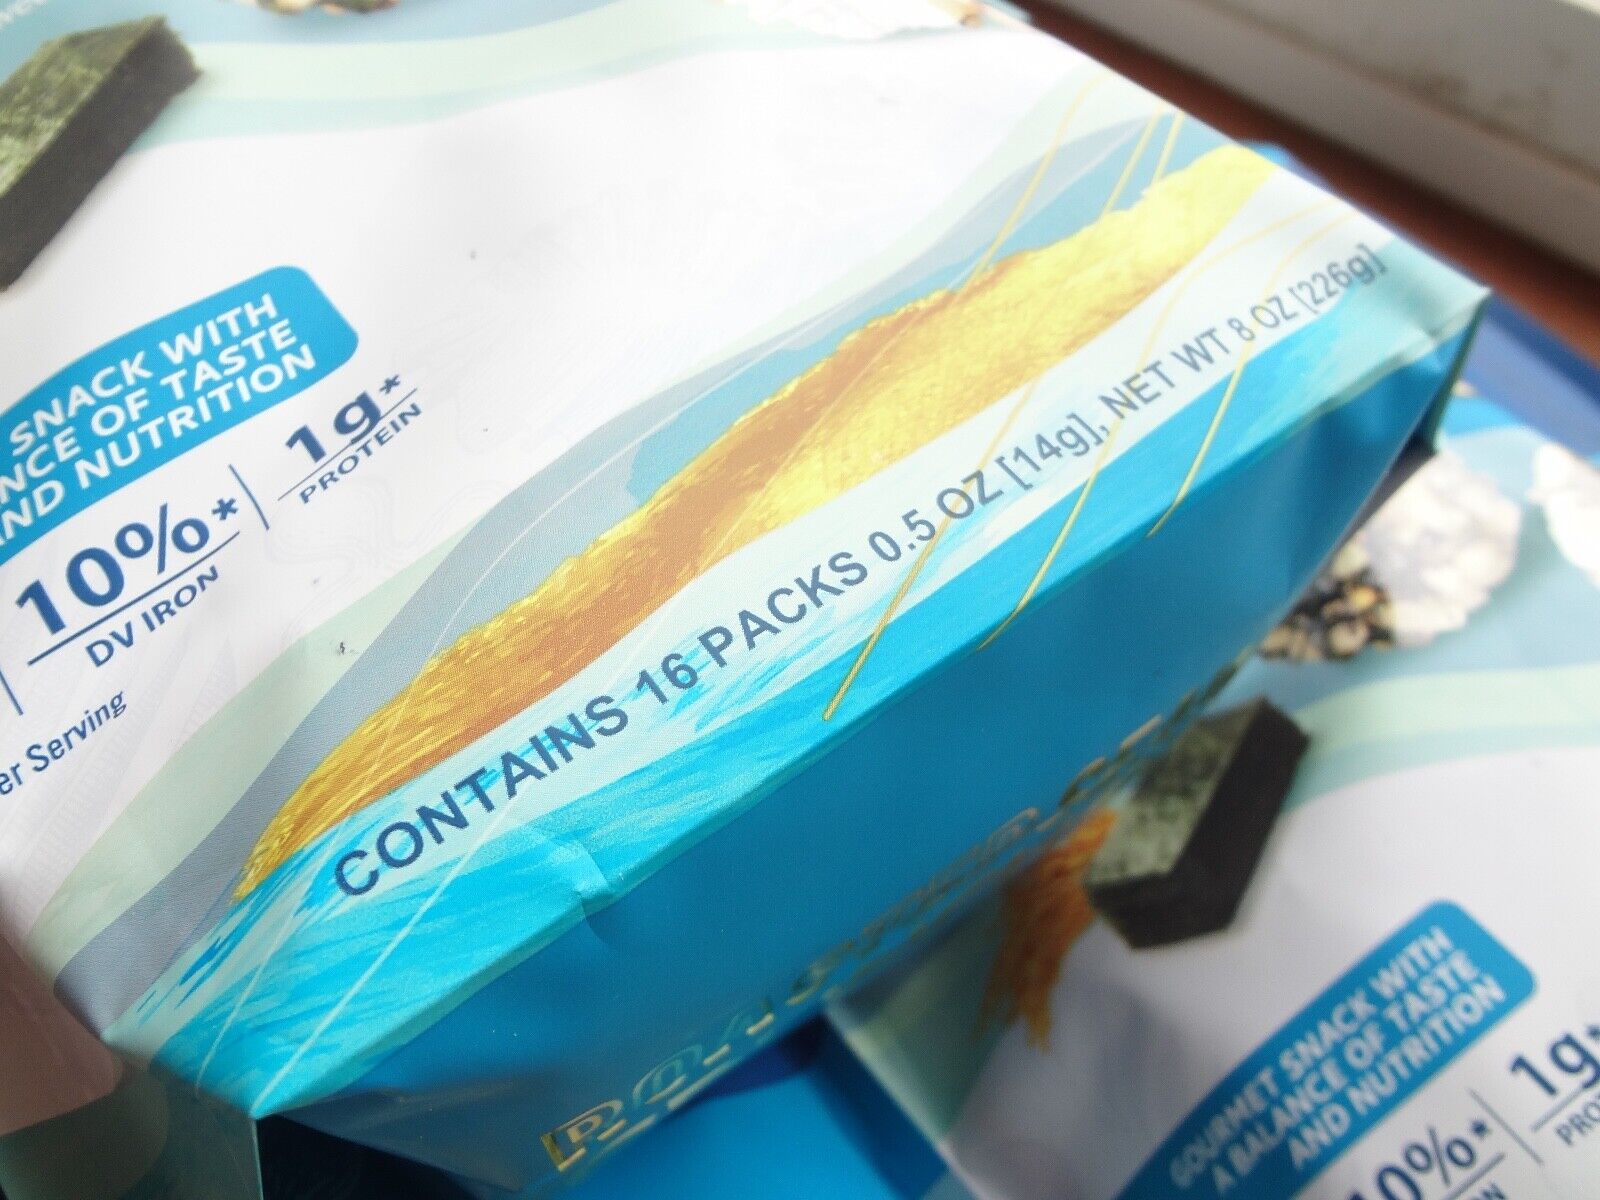 SNACK WITH
NCE OF TASTE
ND NUTRITION
10%*
DV IRON
1g*
PROTEIN
er Serving
CONTAINS 16 PACKS 0.5 OZ [14g], NET WT 8 OZ [226g]
GOURMET SNACK WITH
A BALANCE OF TASTE
AND NUTRITION
1g*
PRO
10%*